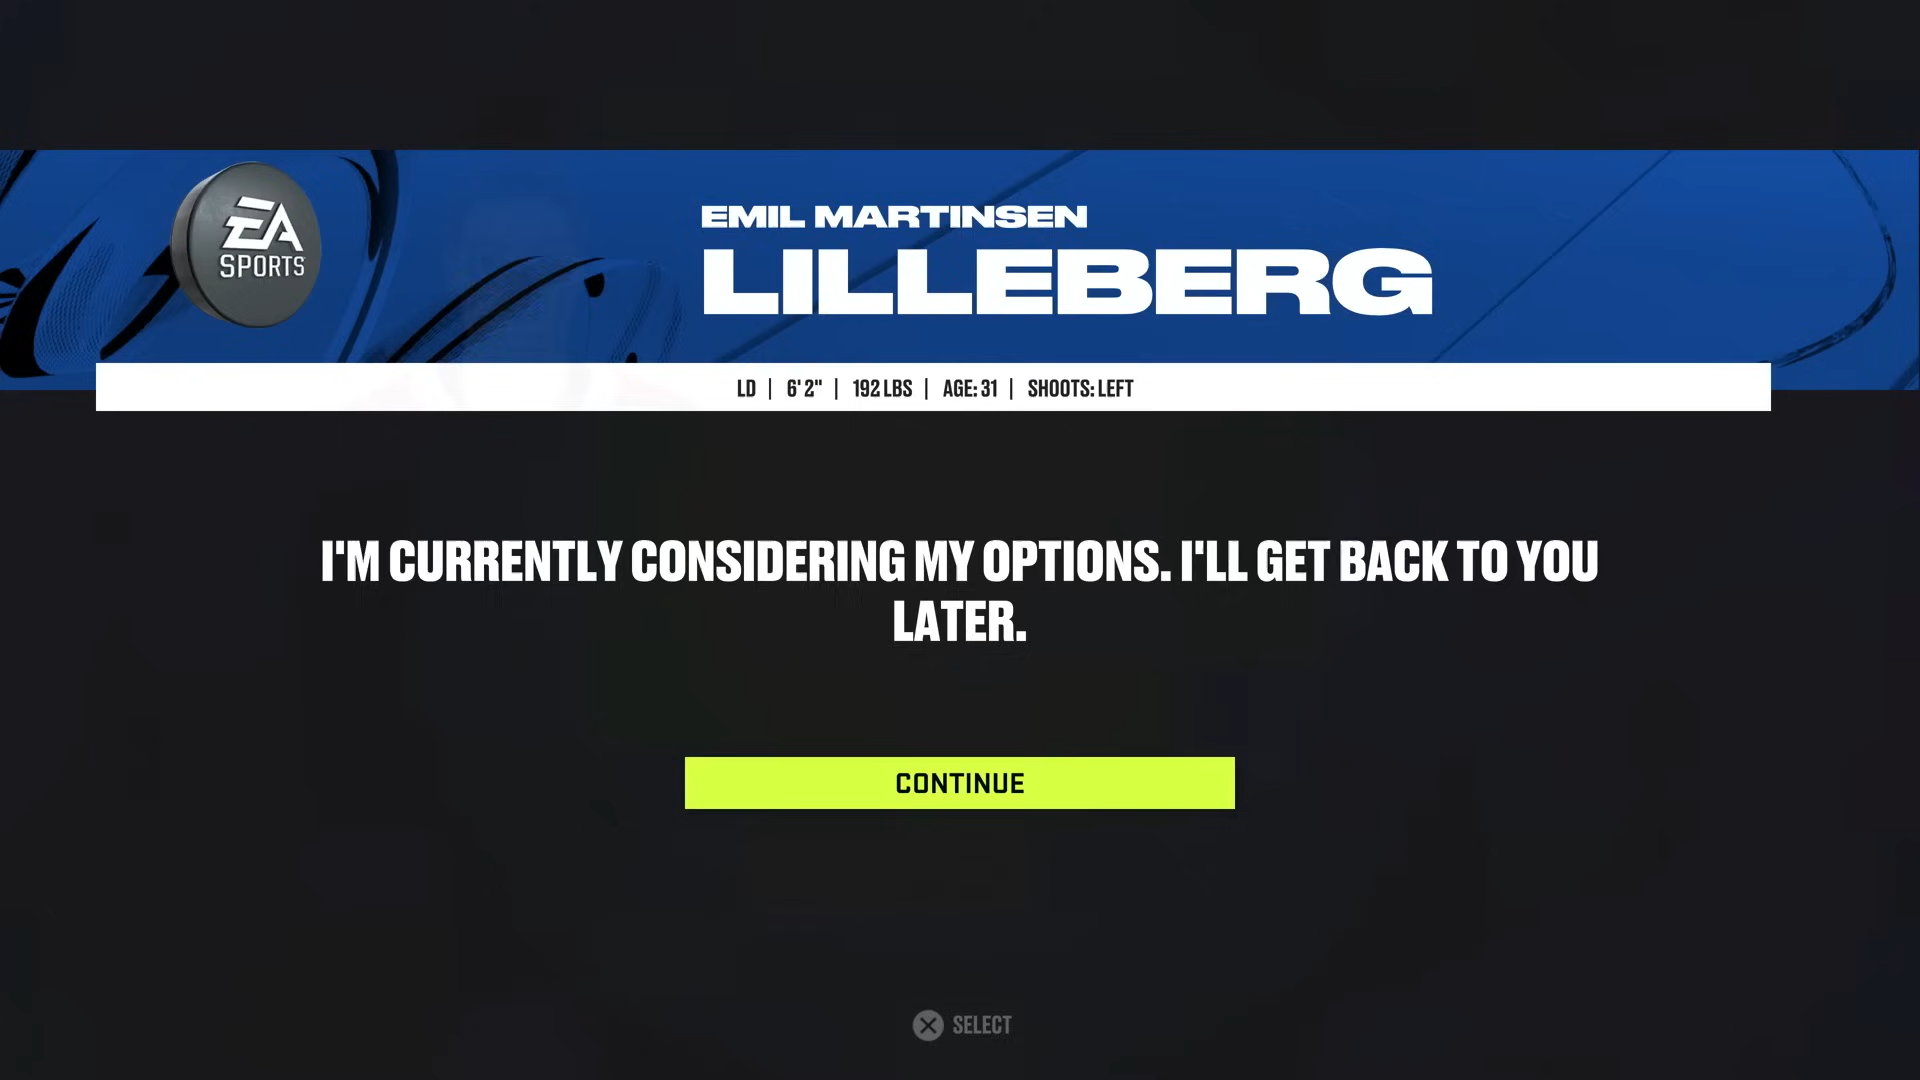 EA
SPORTS
EMIL MARTINSEN
LILLEBERG
LD | 6' 2" | 192 LBS | AGE: 31 | SHOOTS: LEFT
I'M CURRENTLY CONSIDERING MY OPTIONS. I'LL GET BACK TO YOU
LATER.
CONTINUE
SELECT